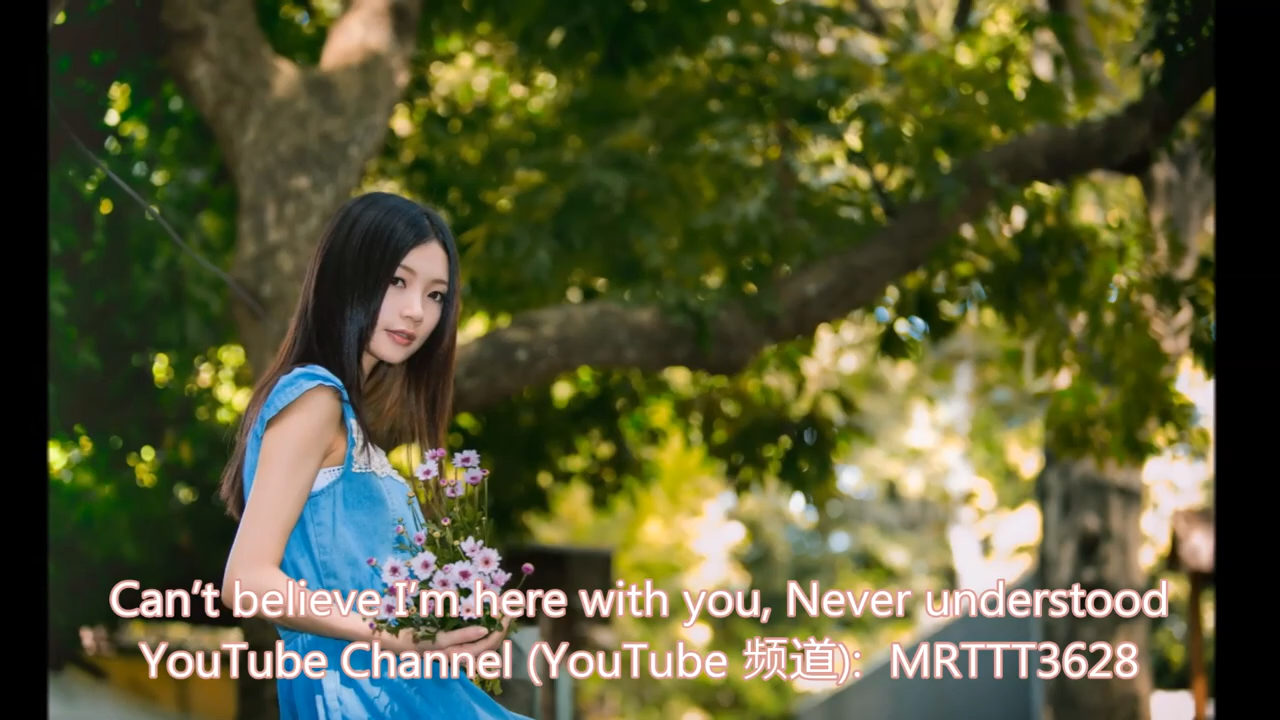 Can’t believe I’m here with you, Never understood
YouTube Channel (YouTube 频道):  MRTTT3628